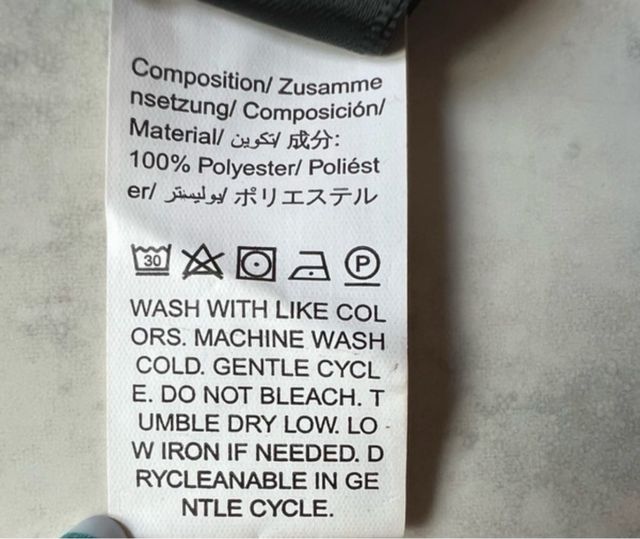 Composition/ Zusamme
nsetzung/ Composición/
Material/ تكوين/ 成分:
100% Polyester/ Poliést
er/ بوليستر/ ポリエステル
30 P
WASH WITH LIKE COL
ORS. MACHINE WASH
COLD. GENTLE CYCL
E. DO NOT BLEACH. T
UMBLE DRY LOW. LO
W IRON IF NEEDED. D
RYCLEANABLE IN GE
NTLE CYCLE.